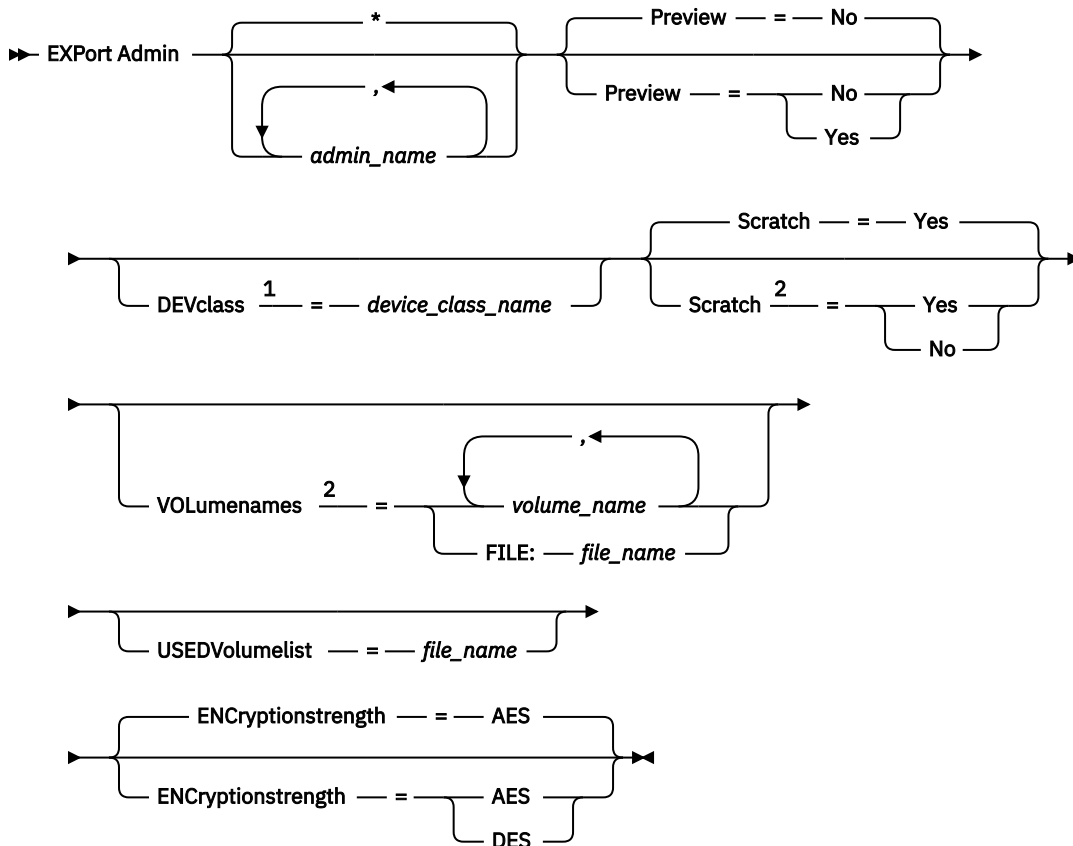 * Preview = No
EXPort Admin
, Preview = No
admin_name Yes
Scratch = Yes
DEVclass 1 = device_class_name Scratch 2 = Yes
No
,
VOLumenames 2 = volume_name
FILE: file_name
USEDVolumelist = file_name
ENCryptionstrength = AES
ENCryptionstrength = AES
DES